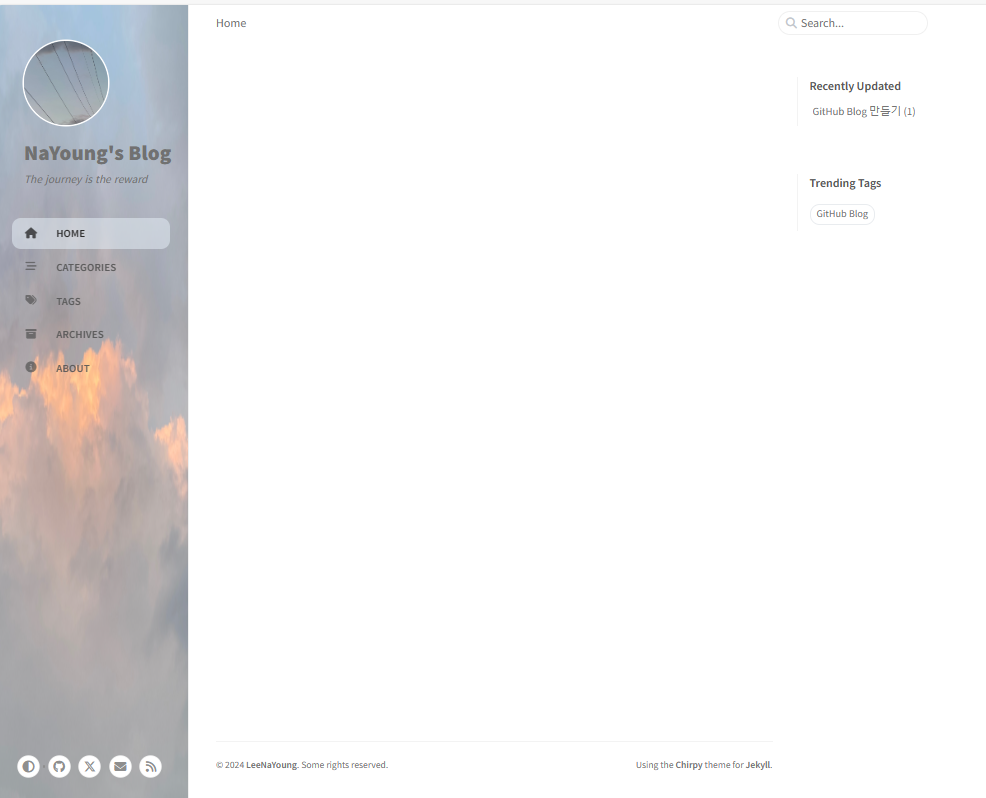 NaYoung's Blog
The journey is the reward
HOME
CATEGORIES
TAGS
ARCHIVES
ABOUT
Home
Search...
Recently Updated
GitHub Blog 만들기 (1)
Trending Tags
GitHub Blog
© 2024 LeeNaYoung. Some rights reserved.
Using the Chirpy theme for Jekyll.